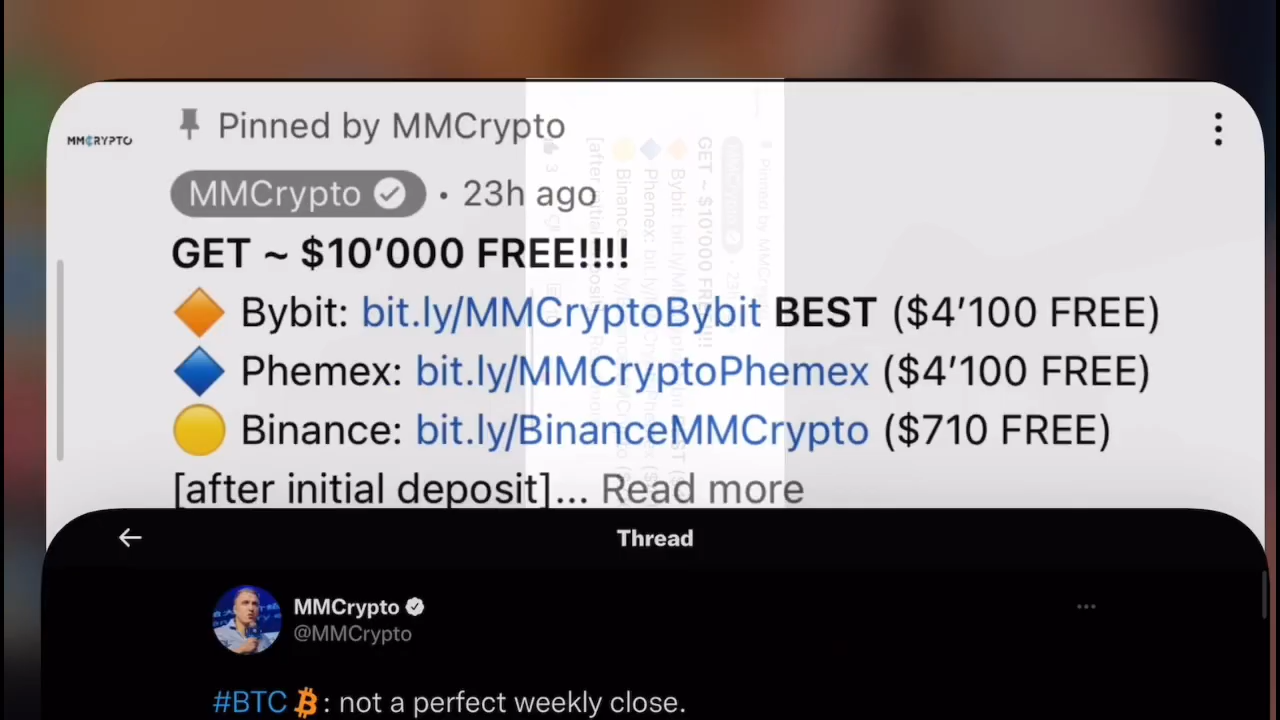 MMCRYPTO
Pinned by MMCrypto
MMCrypto • 23h ago
GET ~ $10’000 FREE!!!!
🔶 Bybit: bit.ly/MMCryptoBybit BEST ($4’100 FREE)
🔷 Phemex: bit.ly/MMCryptoPhemex ($4’100 FREE)
🟡 Binance: bit.ly/BinanceMMCrypto ($710 FREE)
[after initial deposit]... Read more
Thread
MMCrypto
@MMCrypto
#BTC ₿: not a perfect weekly close.